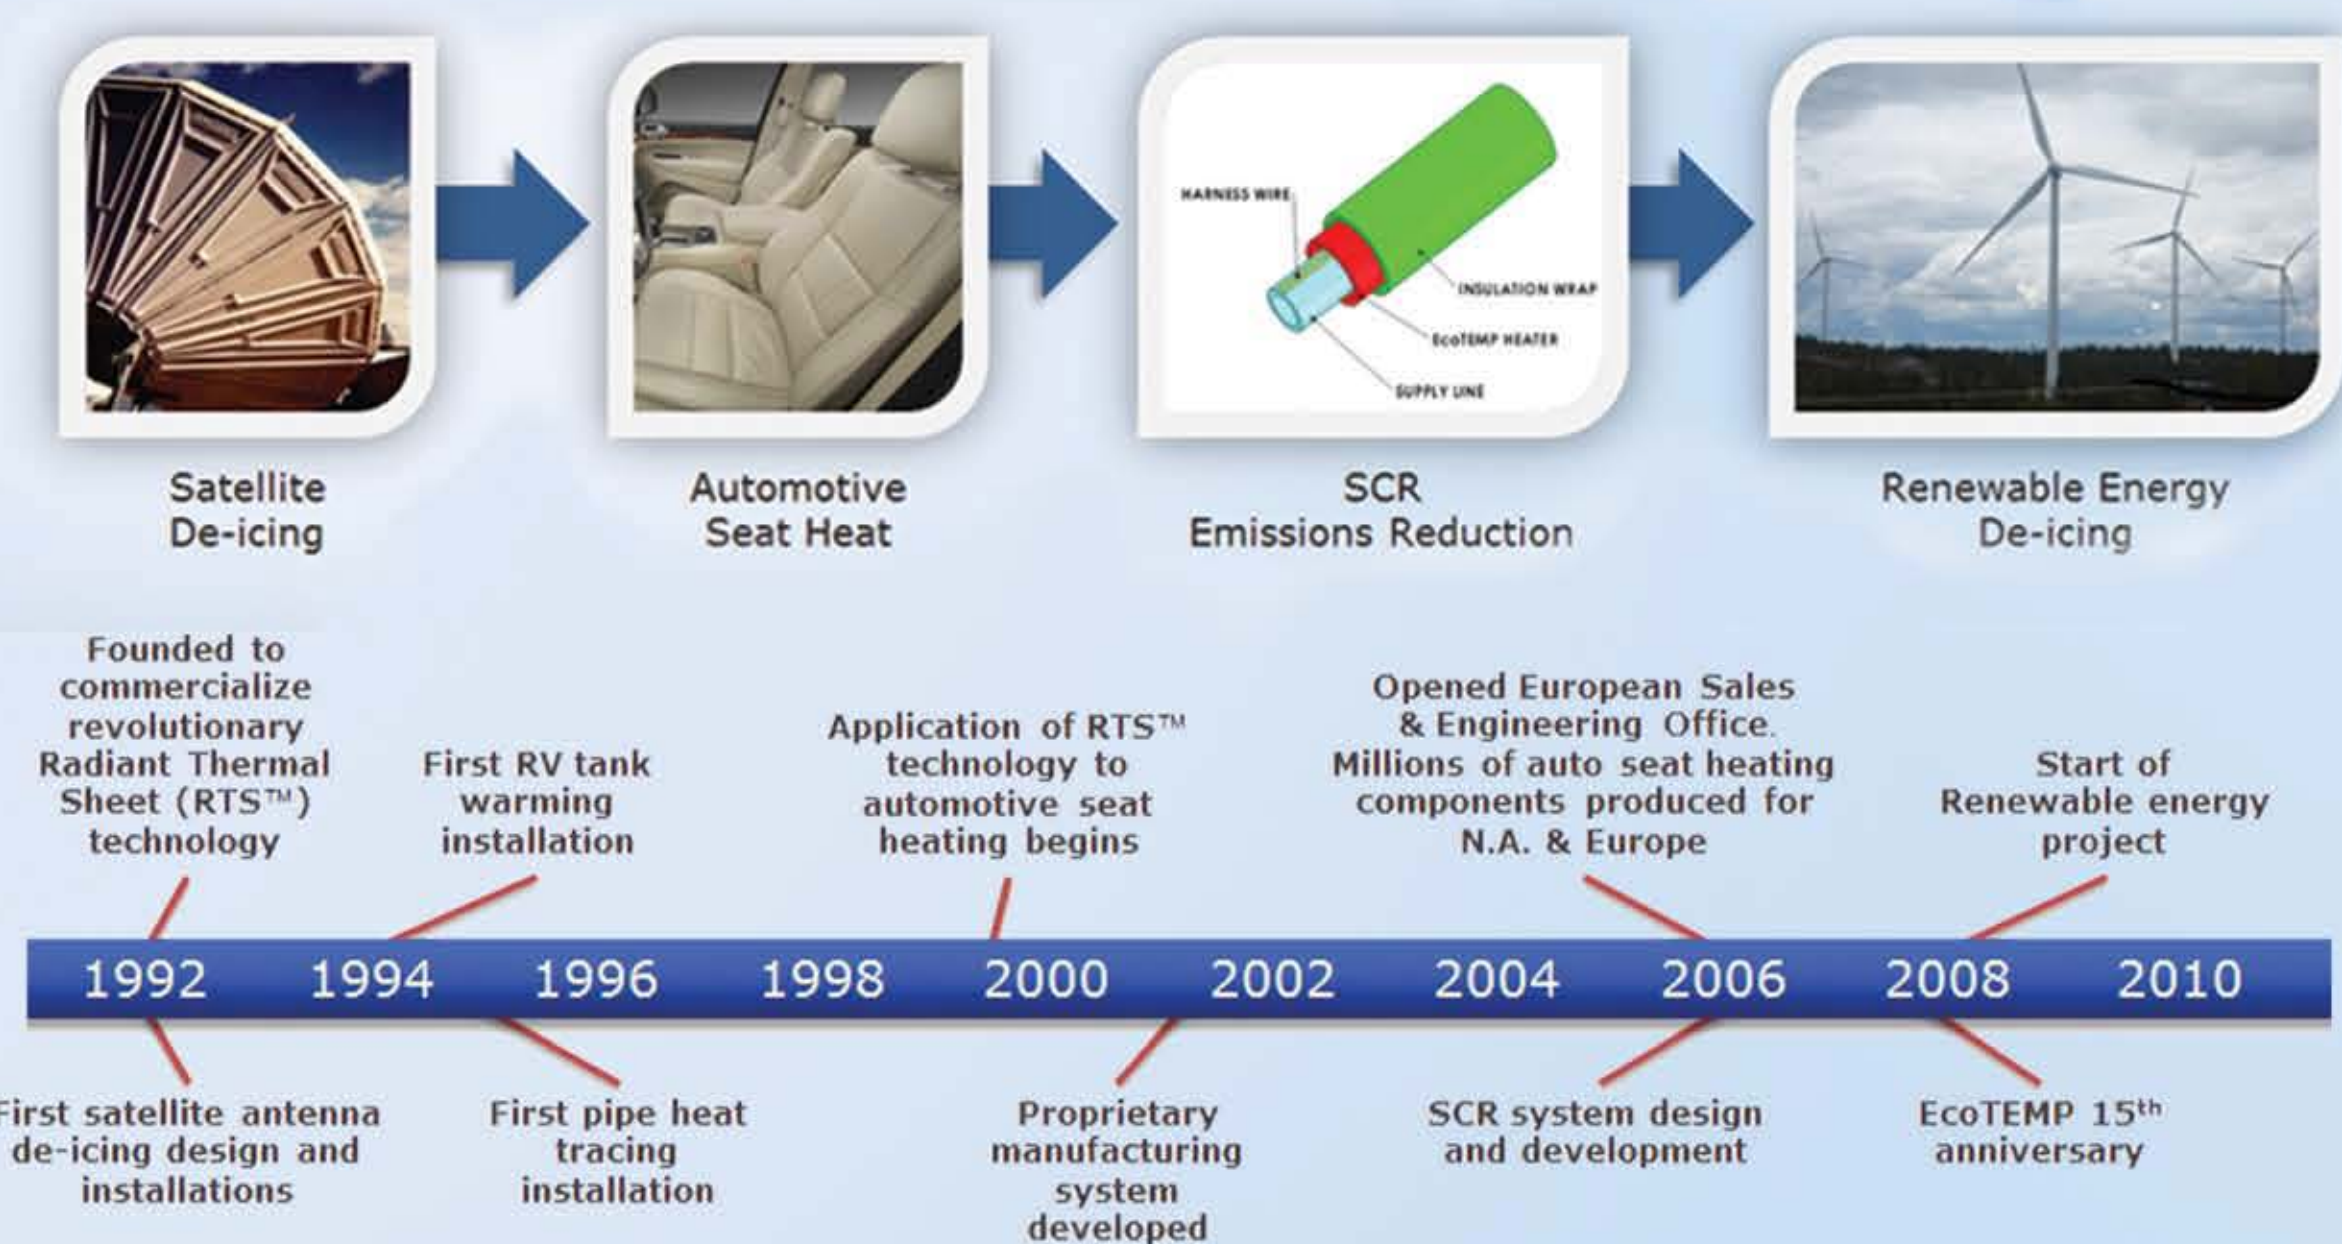 HARNESS WIRE
INSULATION WRAP
EcoTEMP HEATER
SUPPLY LINE
Satellite
De-icing
Automotive
Seat Heat
SCR
Emissions Reduction
Renewable Energy
De-icing
Founded to
commercialize
revolutionary
Radiant Thermal
Sheet (RTS™)
technology
First RV tank
warming
installation
Application of RTS™
technology to
automotive seat
heating begins
Opened European Sales
& Engineering Office.
Millions of auto seat heating
components produced for
N.A. & Europe
Start of
Renewable energy
project
1992 1994 1996 1998 2000 2002 2004 2006 2008 2010
First satellite antenna
de-icing design and
installations
First pipe heat
tracing
installation
Proprietary
manufacturing
system
developed
SCR system design
and development
EcoTEMP 15th
anniversary